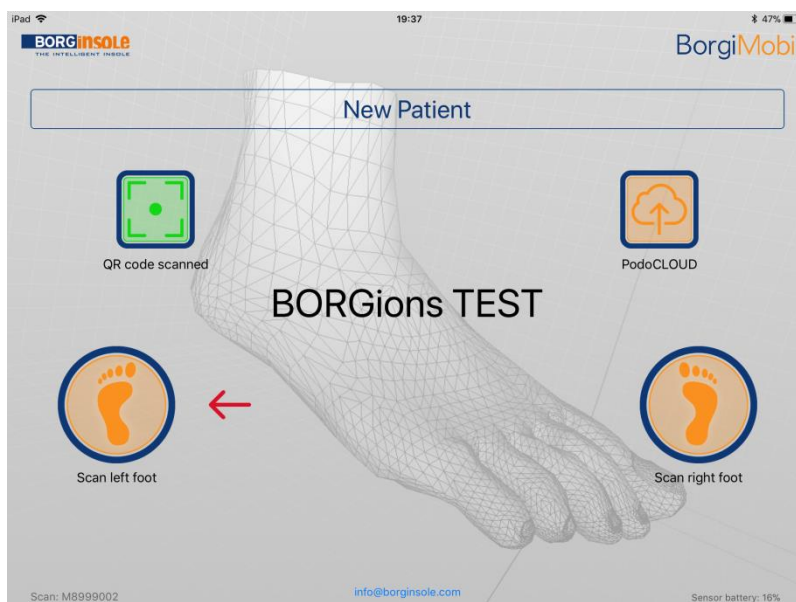 iPad 19:37 47%
BORGinsole
THE INTELLIGENT INSOLE
BorgiMobi
New Patient
QR code scanned
PodoCLOUD
BORGions TEST
Scan left foot
Scan right foot
Scan: M8999002
info@borginsole.com
Sensor battery: 16%